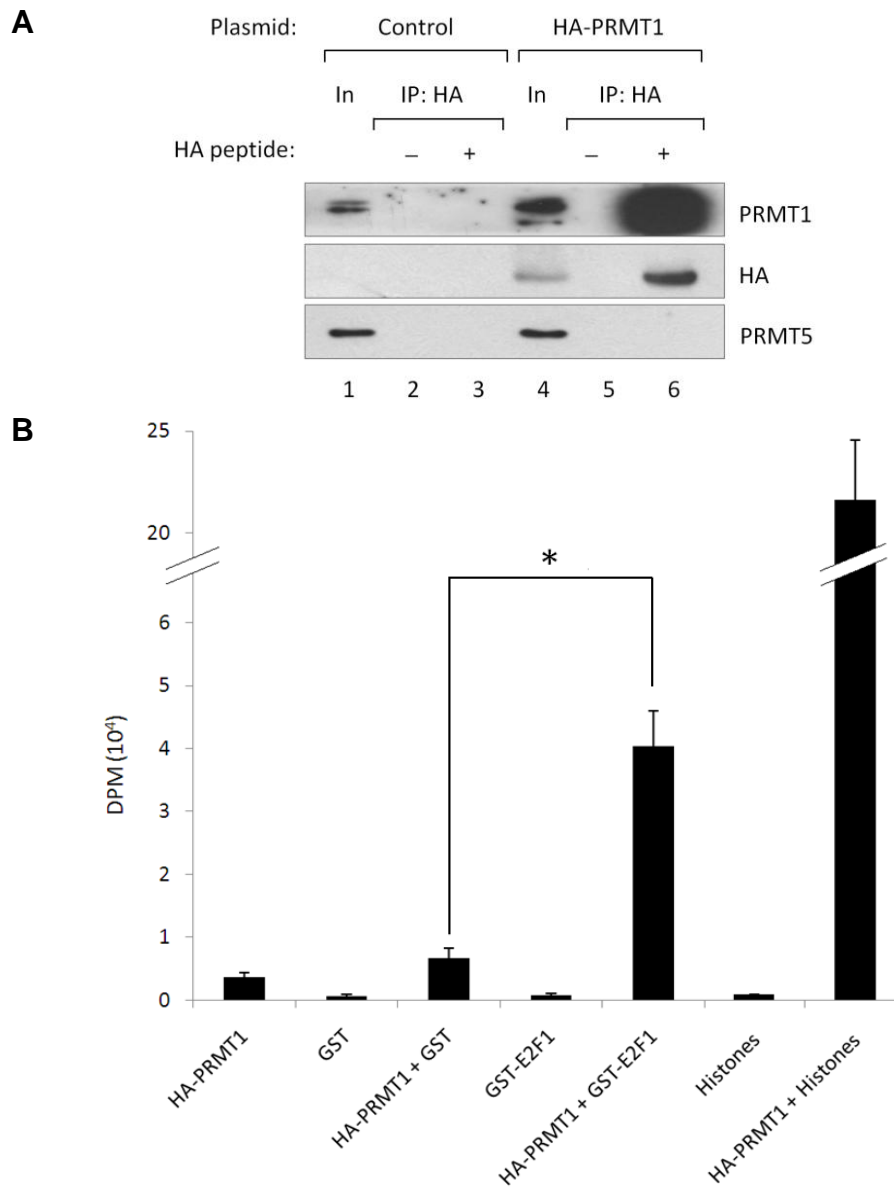 A
Plasmid: Control HA-PRMT1
In IP: HA In IP: HA
HA peptide: – + – +
PRMT1
HA
PRMT5
1 2 3 4 5 6
B
25
20
*
6
5
4
3
2
1
0
DPM (10⁴)
HA-PRMT1
GST
HA-PRMT1 + GST
GST-E2F1
HA-PRMT1 + GST-E2F1
Histones
HA-PRMT1 + Histones